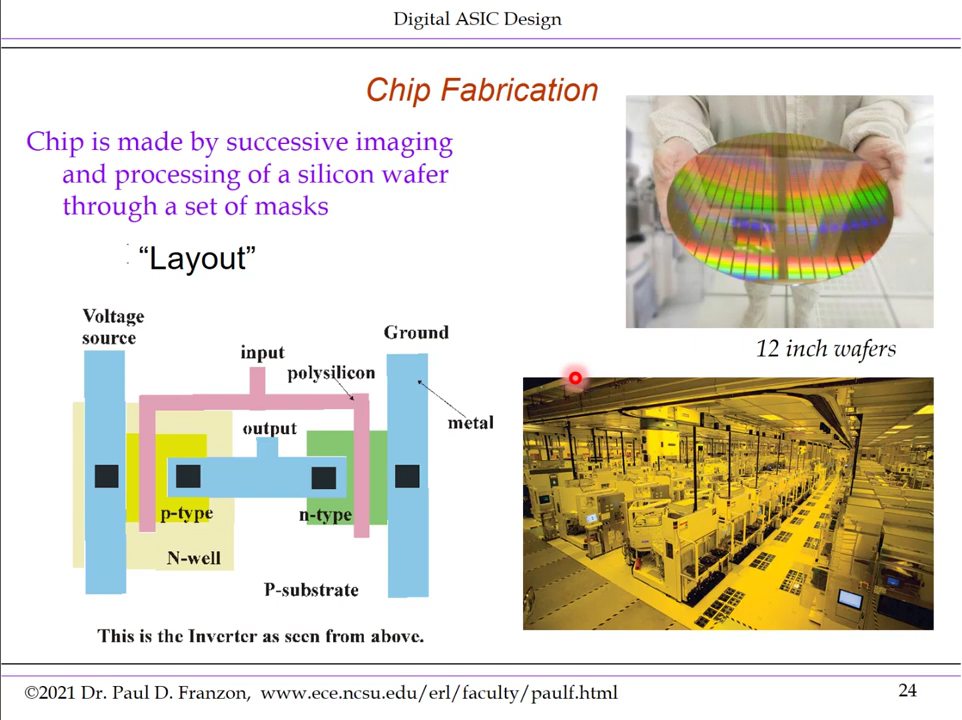 Digital ASIC Design
Chip Fabrication
Chip is made by successive imaging
and processing of a silicon wafer
through a set of masks
“Layout”
Voltage
source
Ground
input
polysilicon
output
metal
p-type
n-type
N-well
P-substrate
This is the Inverter as seen from above.
12 inch wafers
©2021 Dr. Paul D. Franzon, www.ece.ncsu.edu/erl/faculty/paulf.html
24